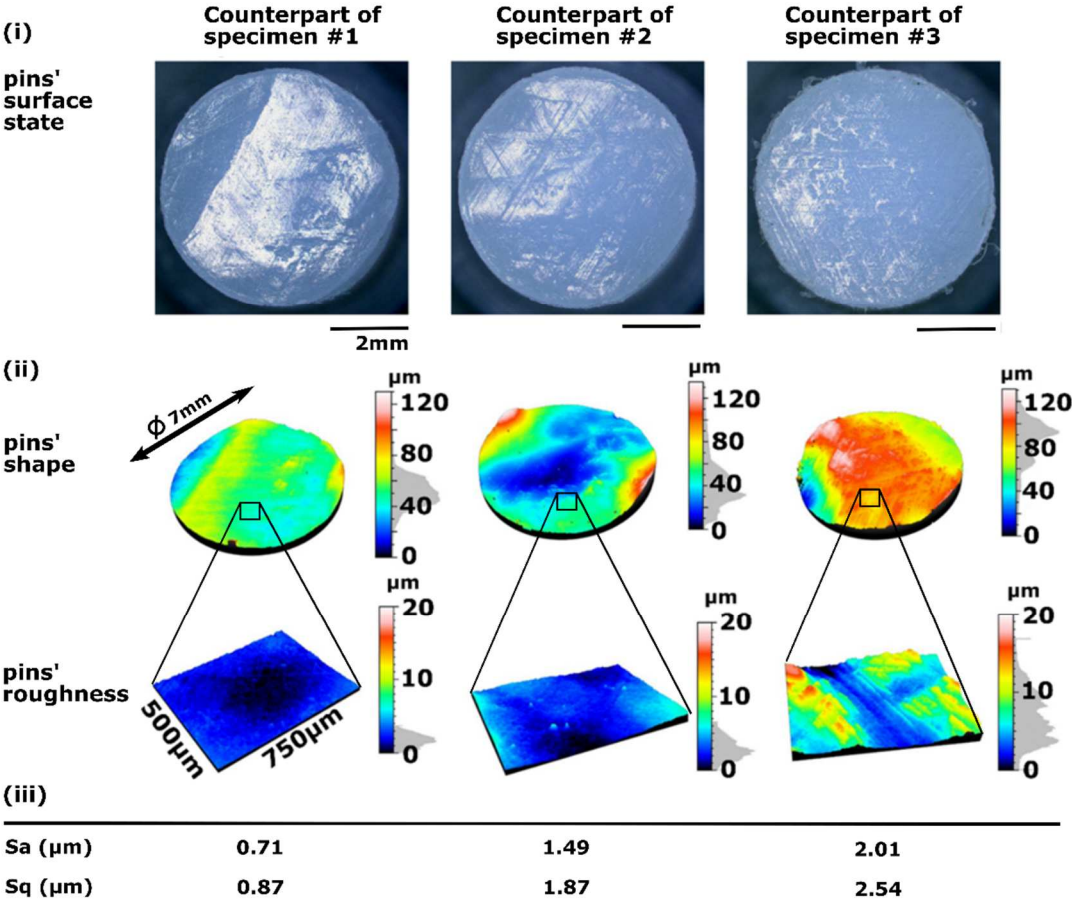 (i)
Counterpart of
specimen #1
Counterpart of
specimen #2
Counterpart of
specimen #3
pins'
surface
state
2mm
(ii)
pins'
shape
Φ 7mm
µm
120
80
40
0
µm
120
80
40
0
µm
120
80
40
0
pins'
roughness
500µm
750µm
µm
20
10
0
µm
20
10
0
µm
20
10
0
(iii)
Sa (µm) 0.71 1.49 2.01
Sq (µm) 0.87 1.87 2.54